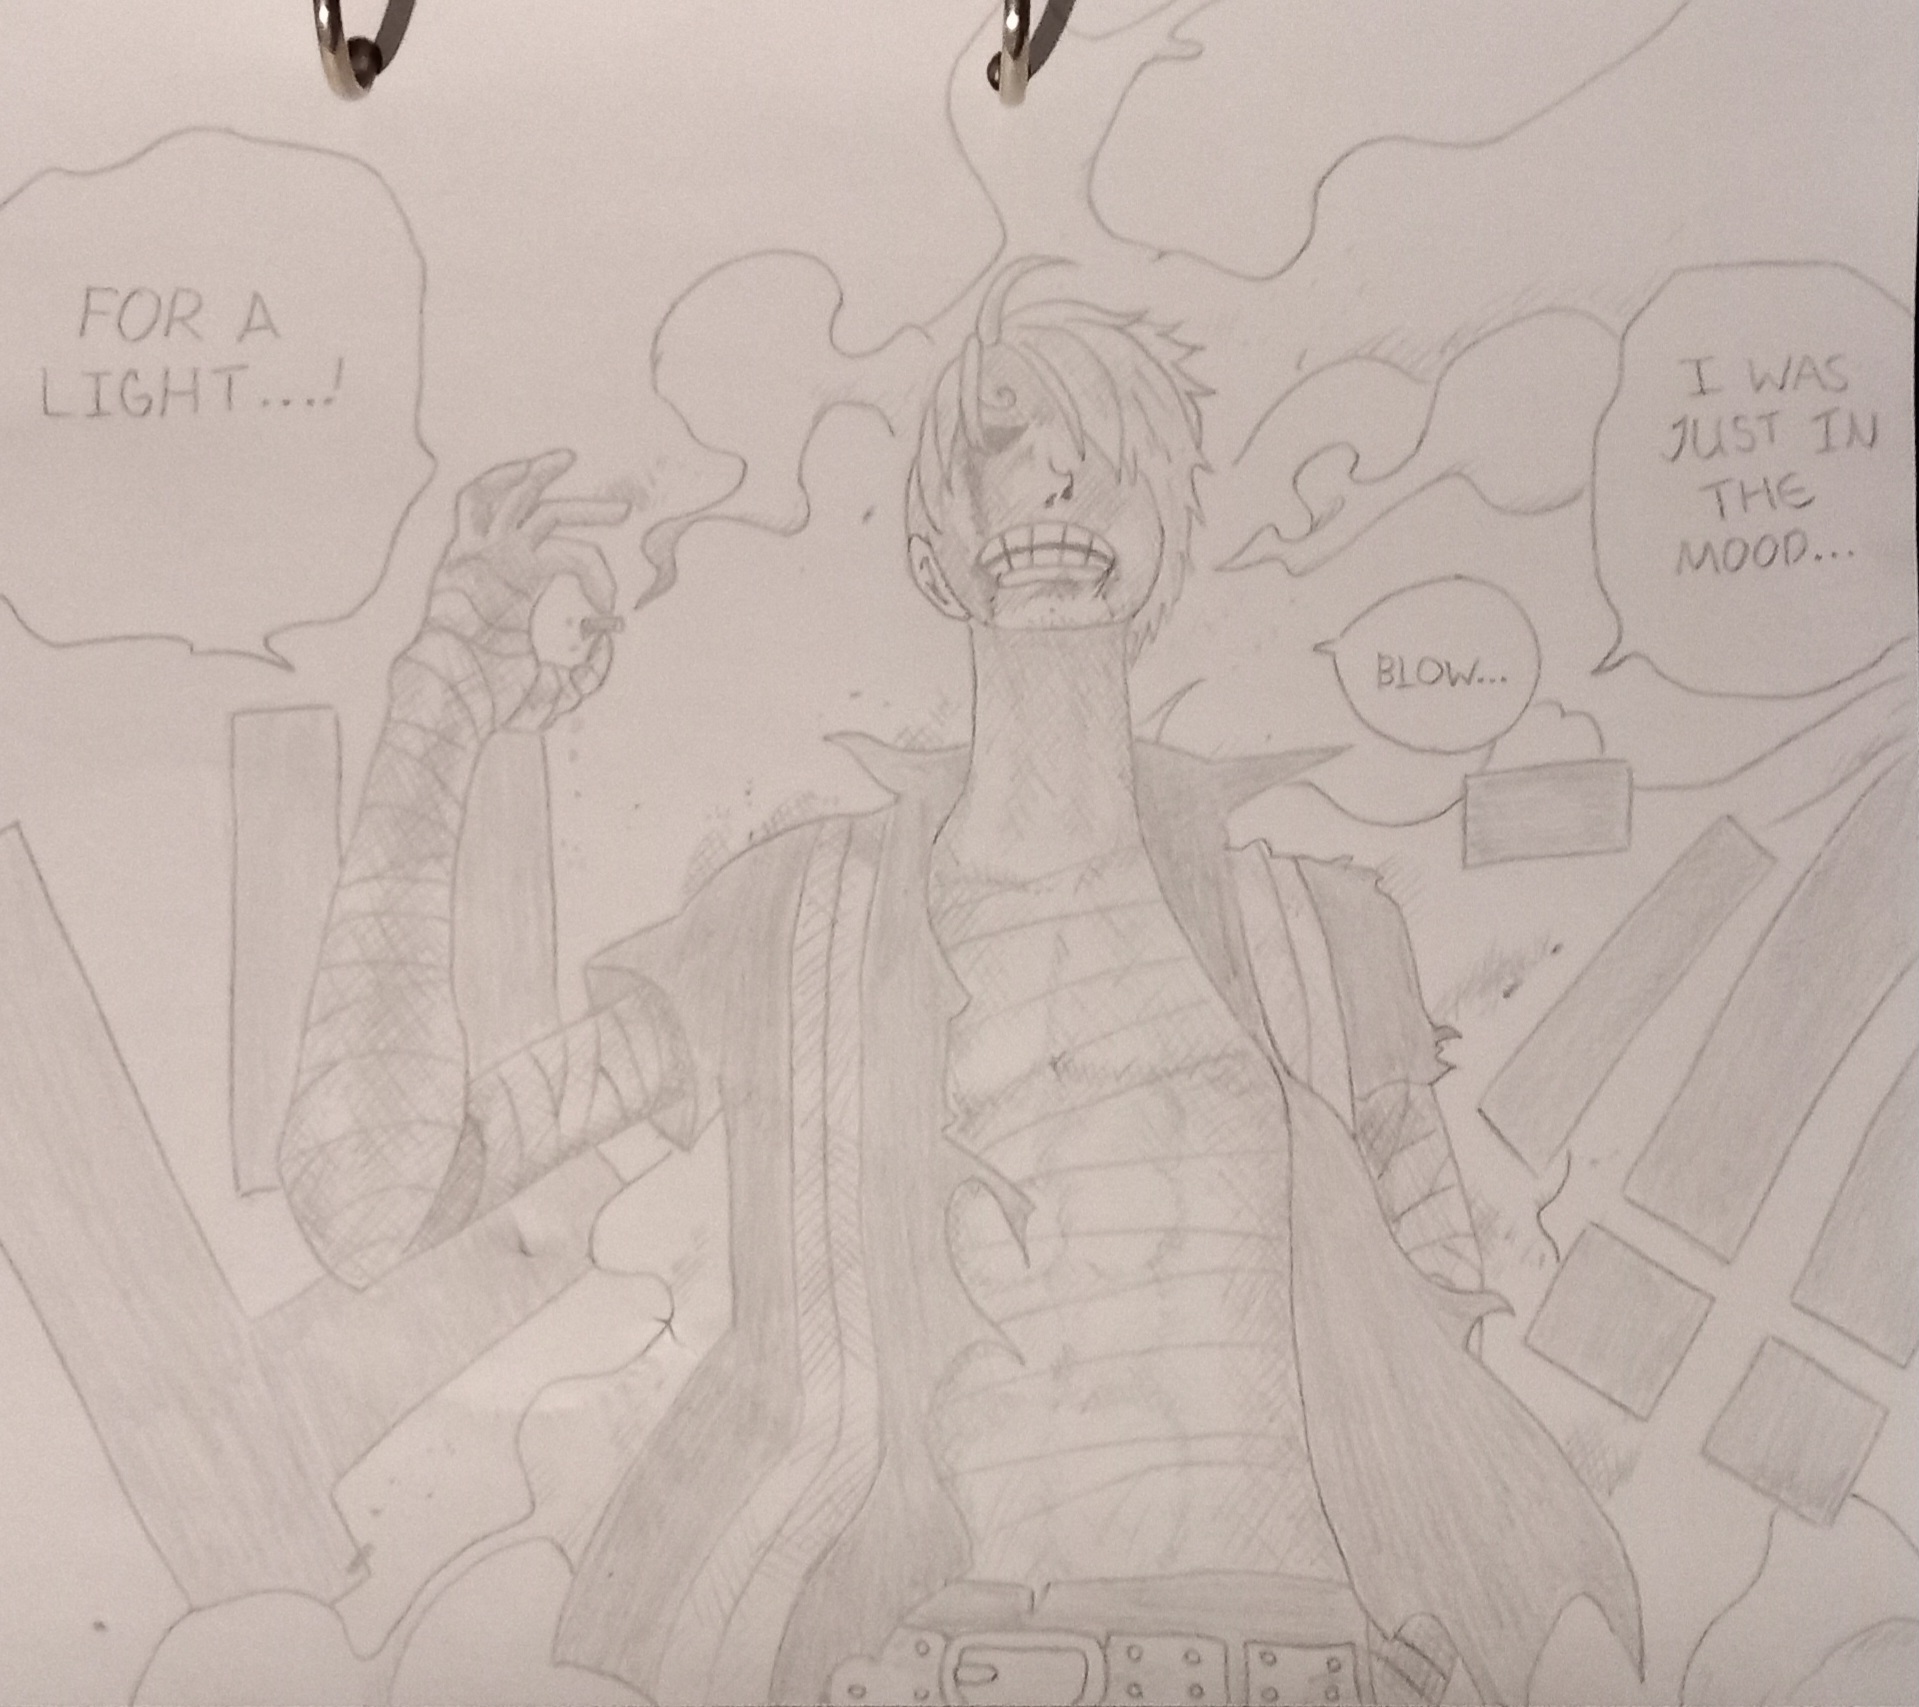 I WAS
JUST IN
THE
MOOD...
BLOW...
FOR A
LIGHT....!